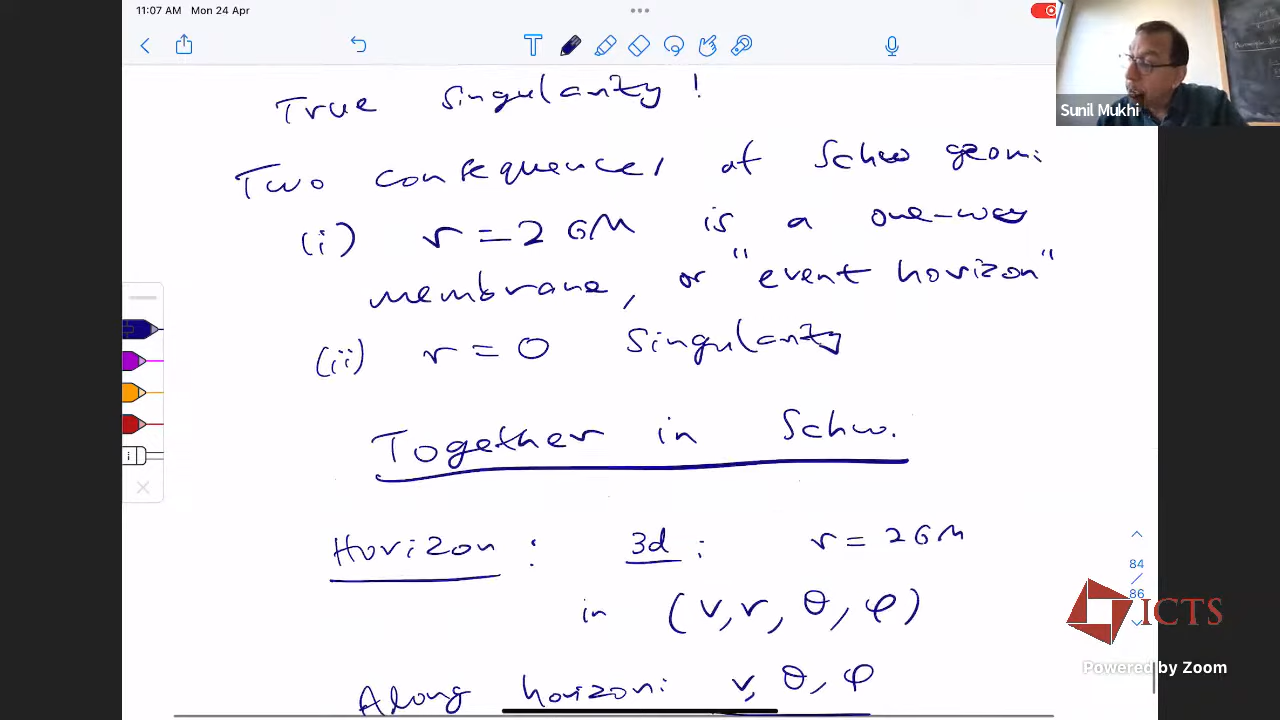 11:07 AM Mon 24 Apr
Sunil Mukhi
True singularity!
Two consequences of Schw geom:
(i) r = 2GM is a one-way
membrane, or "event horizon"
(ii) r = 0 singularity
Together in Schw.
Horizon: 3d: r = 2GM
in (v, r, θ, φ)
Along horizon: v, θ, φ
84
/
86
ICTS
Powered by Zoom